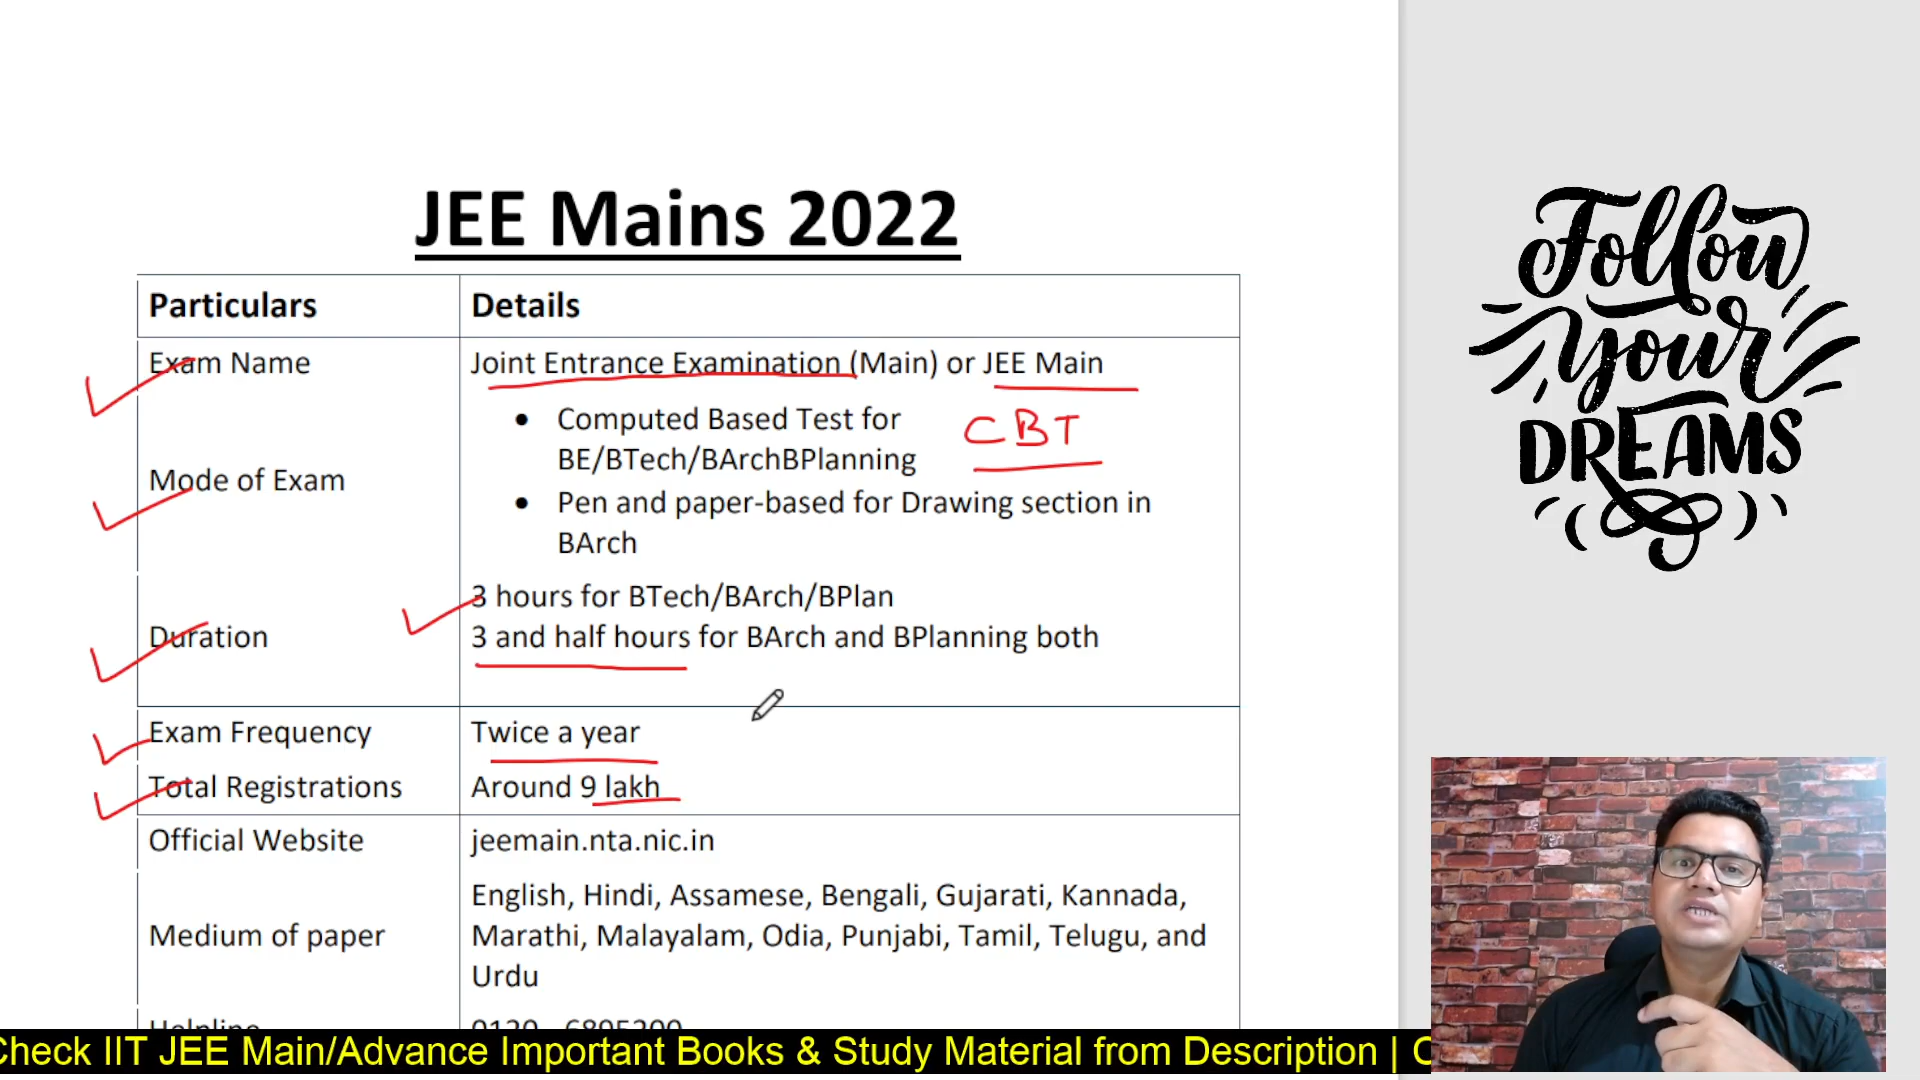 JEE Mains 2022
Particulars
Details
Exam Name
Joint Entrance Examination (Main) or JEE Main
Mode of Exam
• Computed Based Test for
BE/BTech/BArchBPlanning
CBT
• Pen and paper-based for Drawing section in
BArch
Duration
3 hours for BTech/BArch/BPlan
3 and half hours for BArch and BPlanning both
Exam Frequency
Twice a year
Total Registrations
Around 9 lakh
Official Website
jeemain.nta.nic.in
Medium of paper
English, Hindi, Assamese, Bengali, Gujarati, Kannada,
Marathi, Malayalam, Odia, Punjabi, Tamil, Telugu, and
Urdu
Helpline
Check IIT JEE Main/Advance Important Books & Study Material from Description |
Follow
your
DREAMS